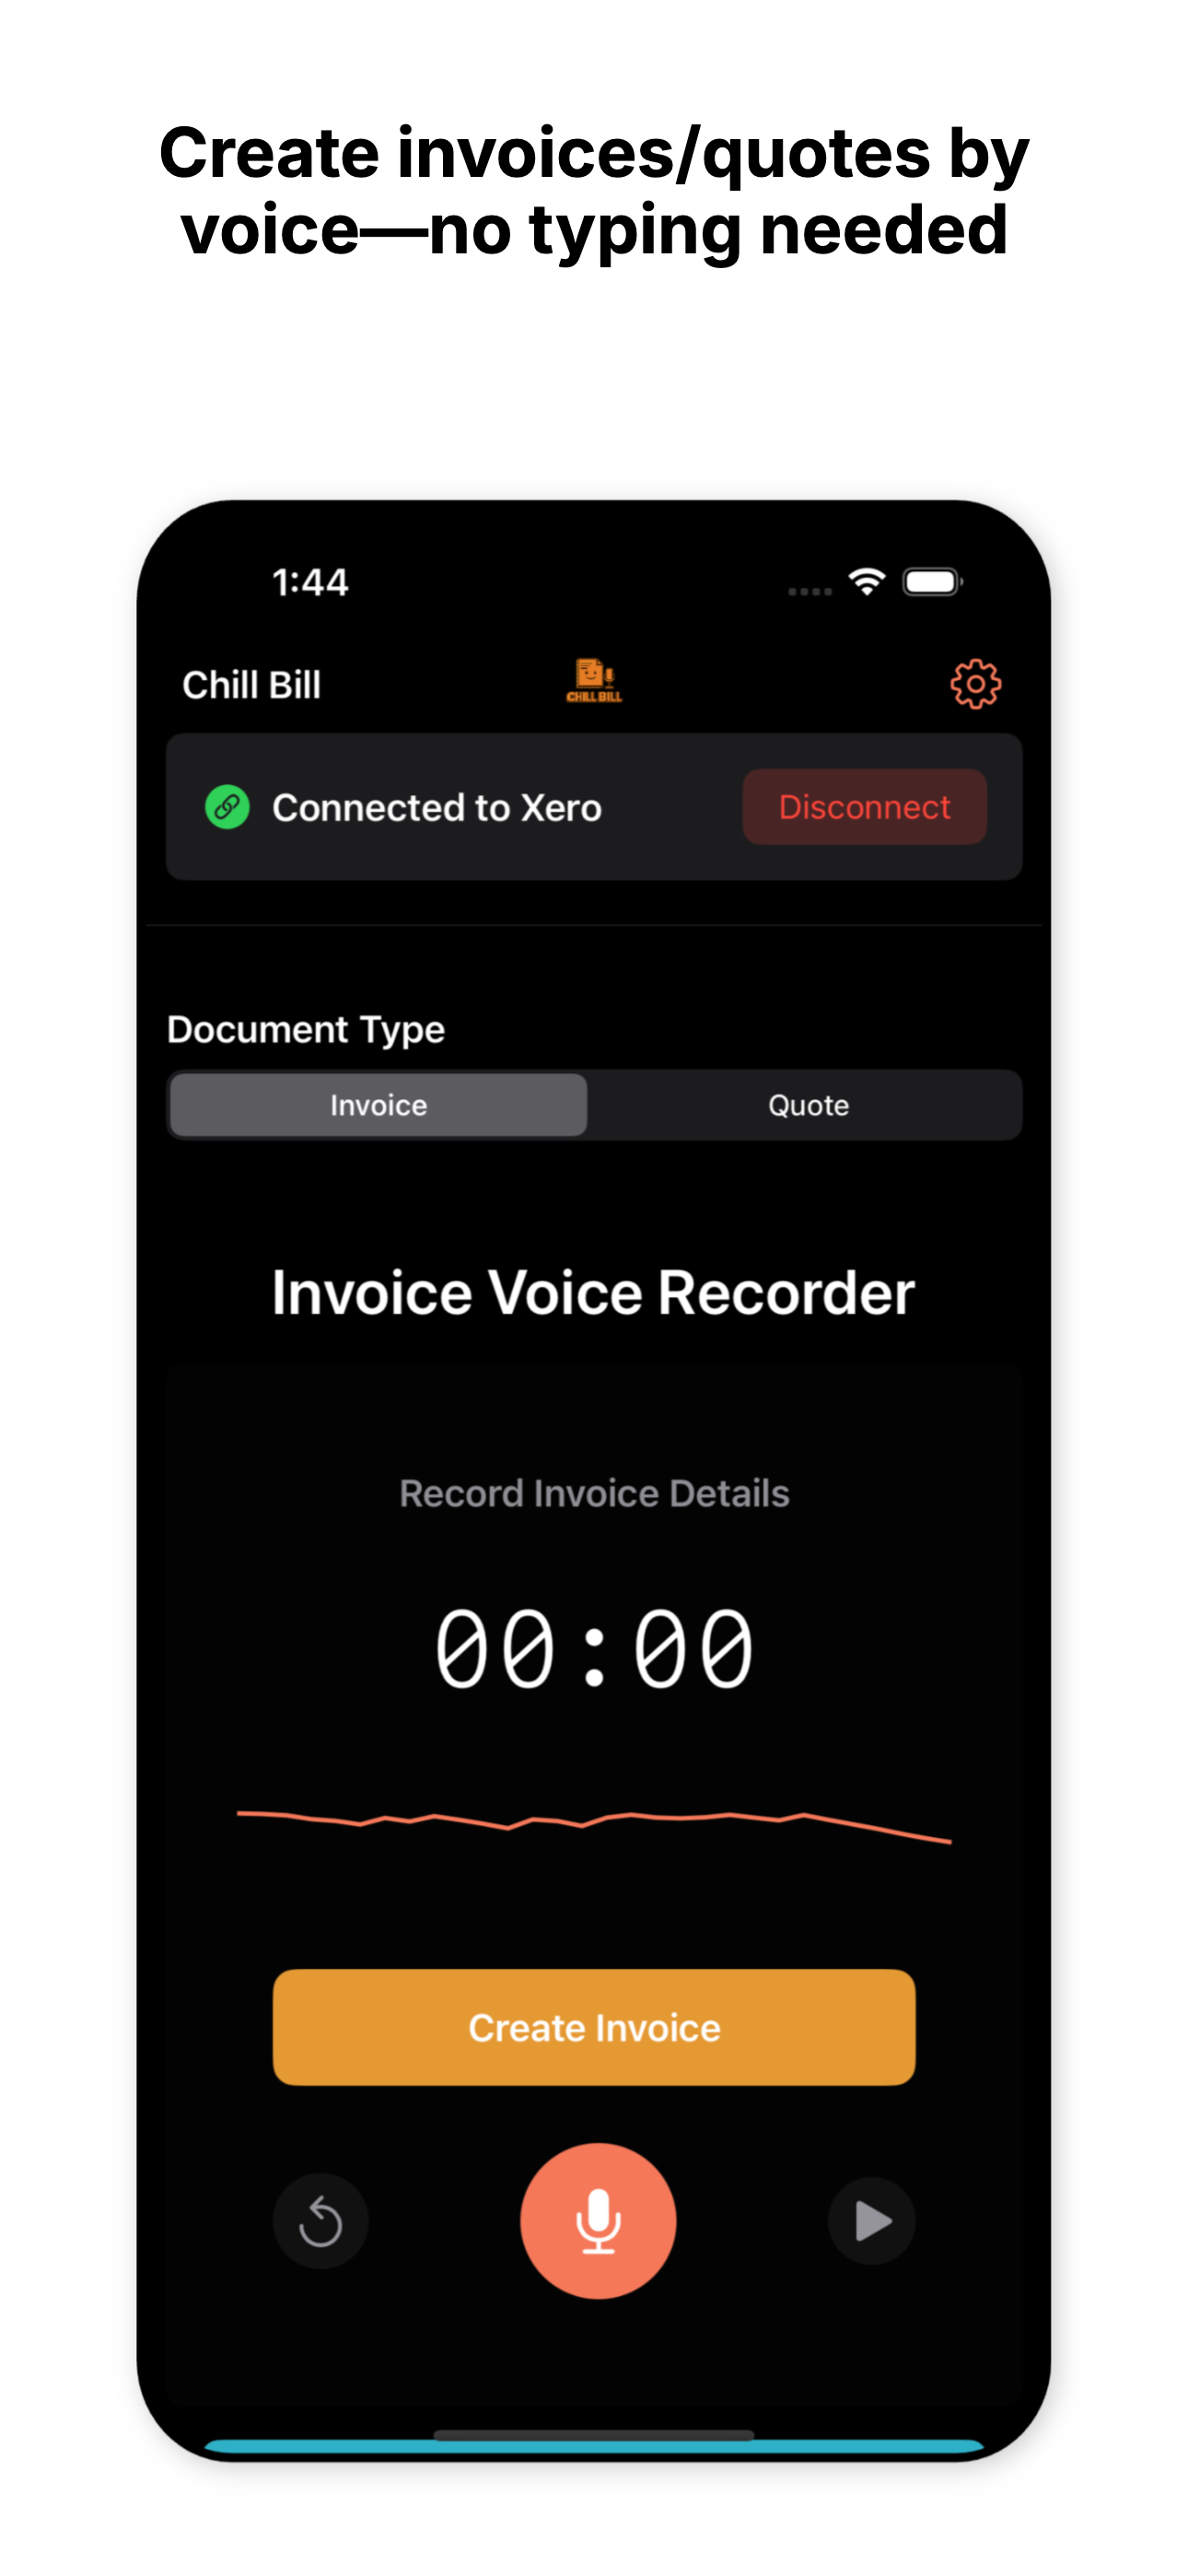 Create invoices/quotes by
voice—no typing needed
1:44
Chill Bill
CHILL BILL
Connected to Xero
Disconnect
Document Type
Invoice
Quote
Invoice Voice Recorder
Record Invoice Details
00:00
Create Invoice